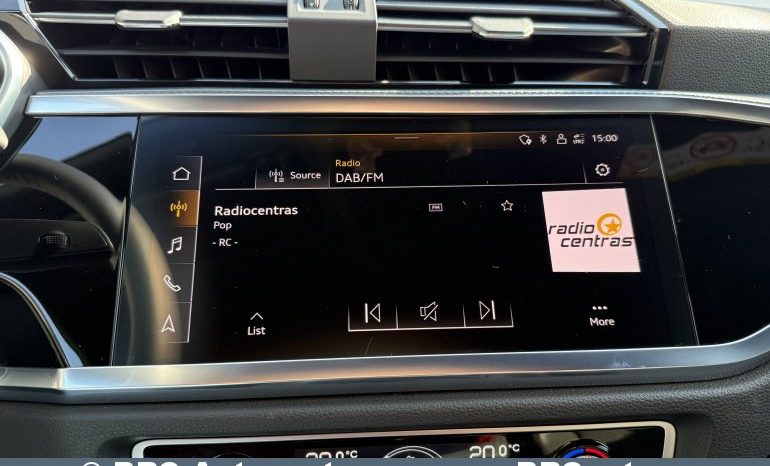 15:00
Radio
Source
DAB/FM
Radiocentras
FM
Pop
- RC -
radio
centras
List
More
20.0°C